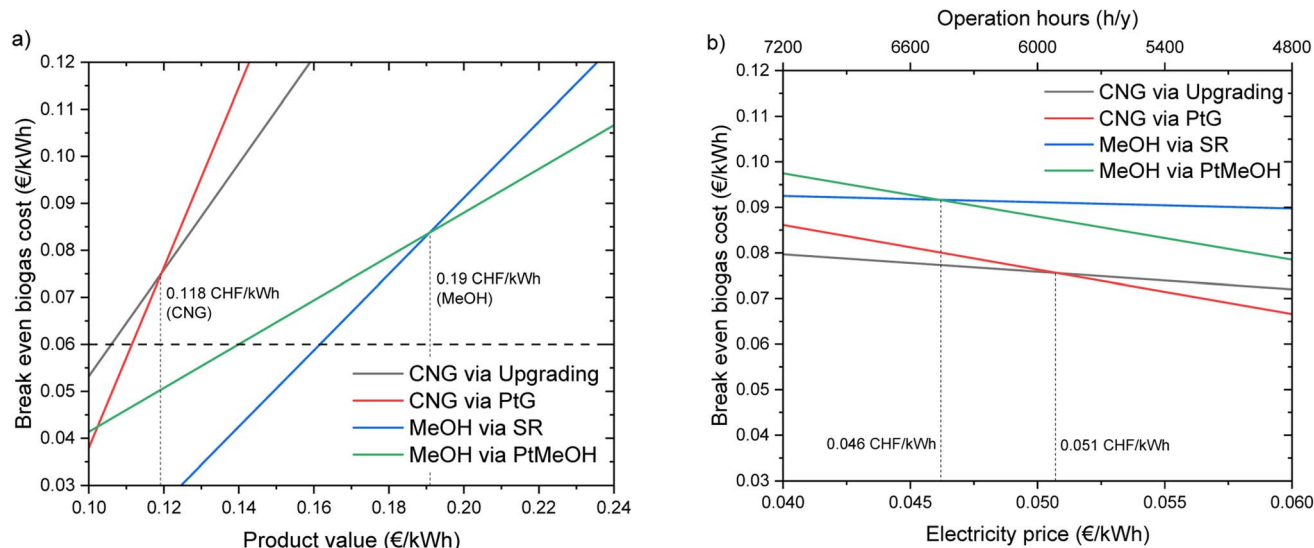 a)
0.12
0.11
0.10
0.09
0.08
0.07
0.06
0.05
0.04
0.03
Break even biogas cost (€/kWh)
0.118 CHF/kWh
(CNG)
0.19 CHF/kWh
(MeOH)
CNG via Upgrading
CNG via PtG
MeOH via SR
MeOH via PtMeOH
0.10 0.12 0.14 0.16 0.18 0.20 0.22 0.24
Product value (€/kWh)
b)
Operation hours (h/y)
7200 6600 6000 5400 4800
0.12
0.11
0.10
0.09
0.08
0.07
0.06
0.05
0.04
0.03
Break even biogas cost (€/kWh)
CNG via Upgrading
CNG via PtG
MeOH via SR
MeOH via PtMeOH
0.046 CHF/kWh
0.051 CHF/kWh
0.040 0.045 0.050 0.055 0.060
Electricity price (€/kWh)